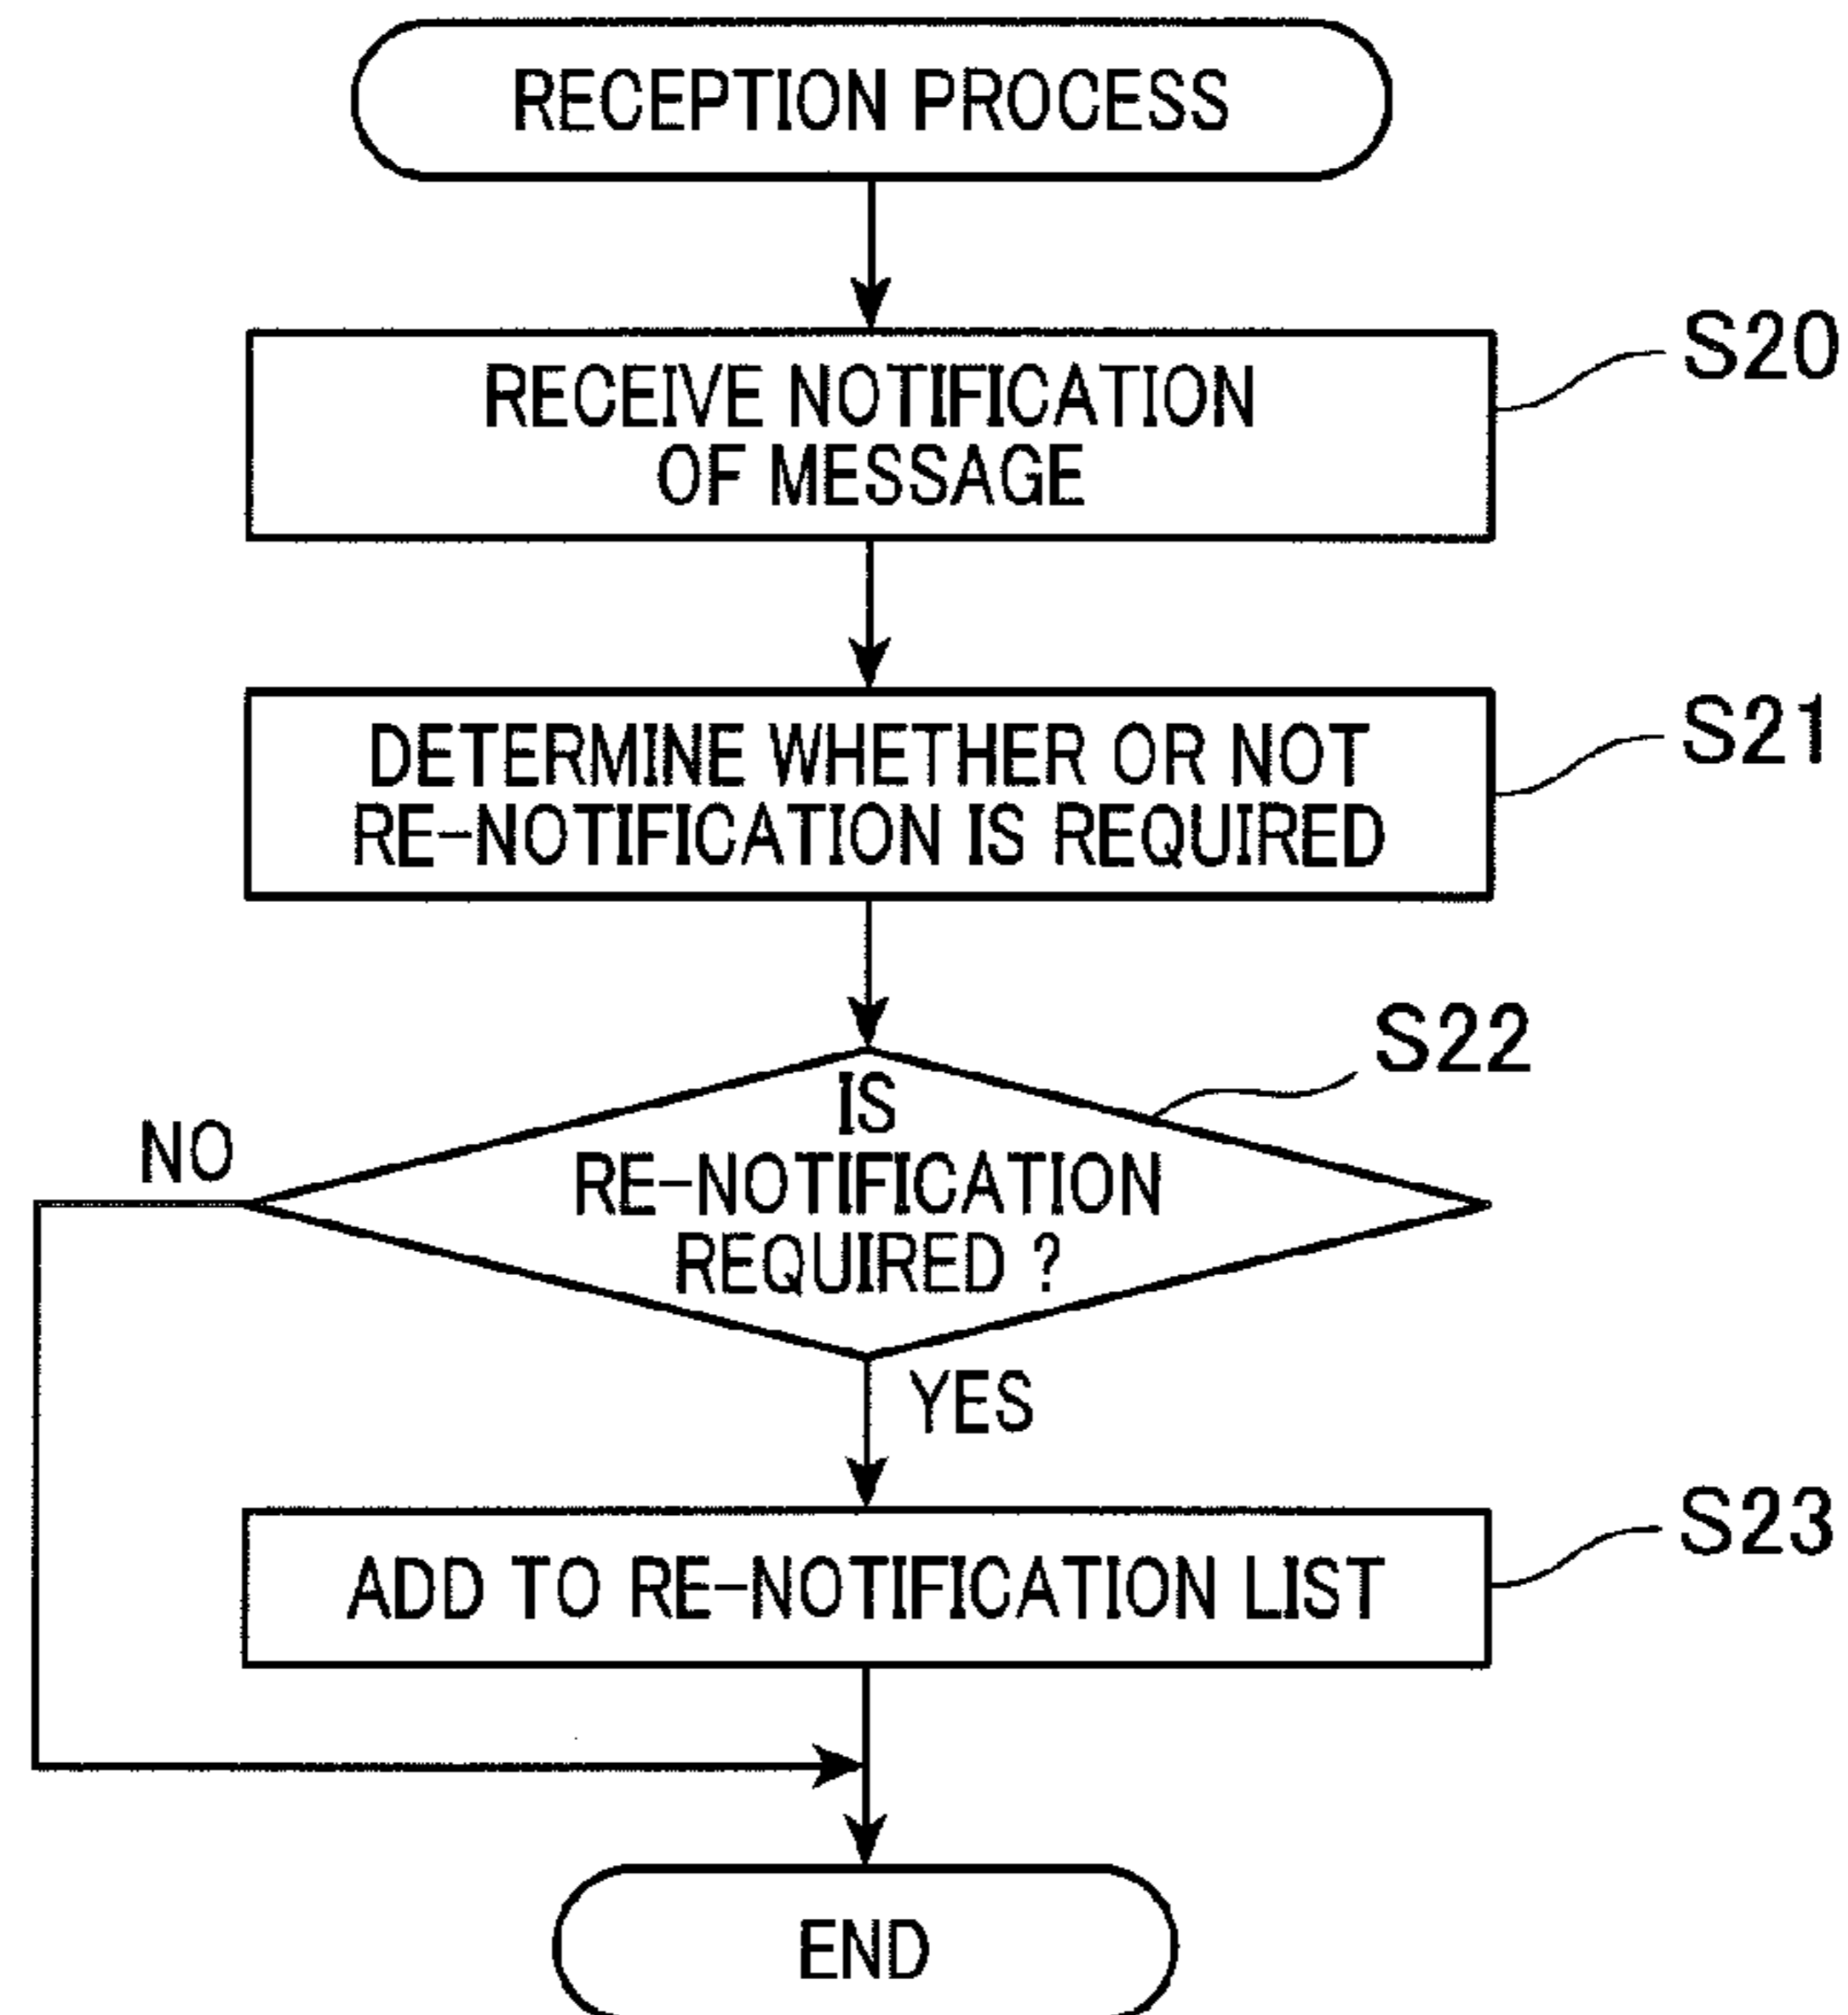 RECEPTION PROCESS
RECEIVE NOTIFICATION
OF MESSAGE
S20
DETERMINE WHETHER OR NOT
RE-NOTIFICATION IS REQUIRED
S21
S22
IS
RE-NOTIFICATION
REQUIRED ?
NO
YES
ADD TO RE-NOTIFICATION LIST
S23
END